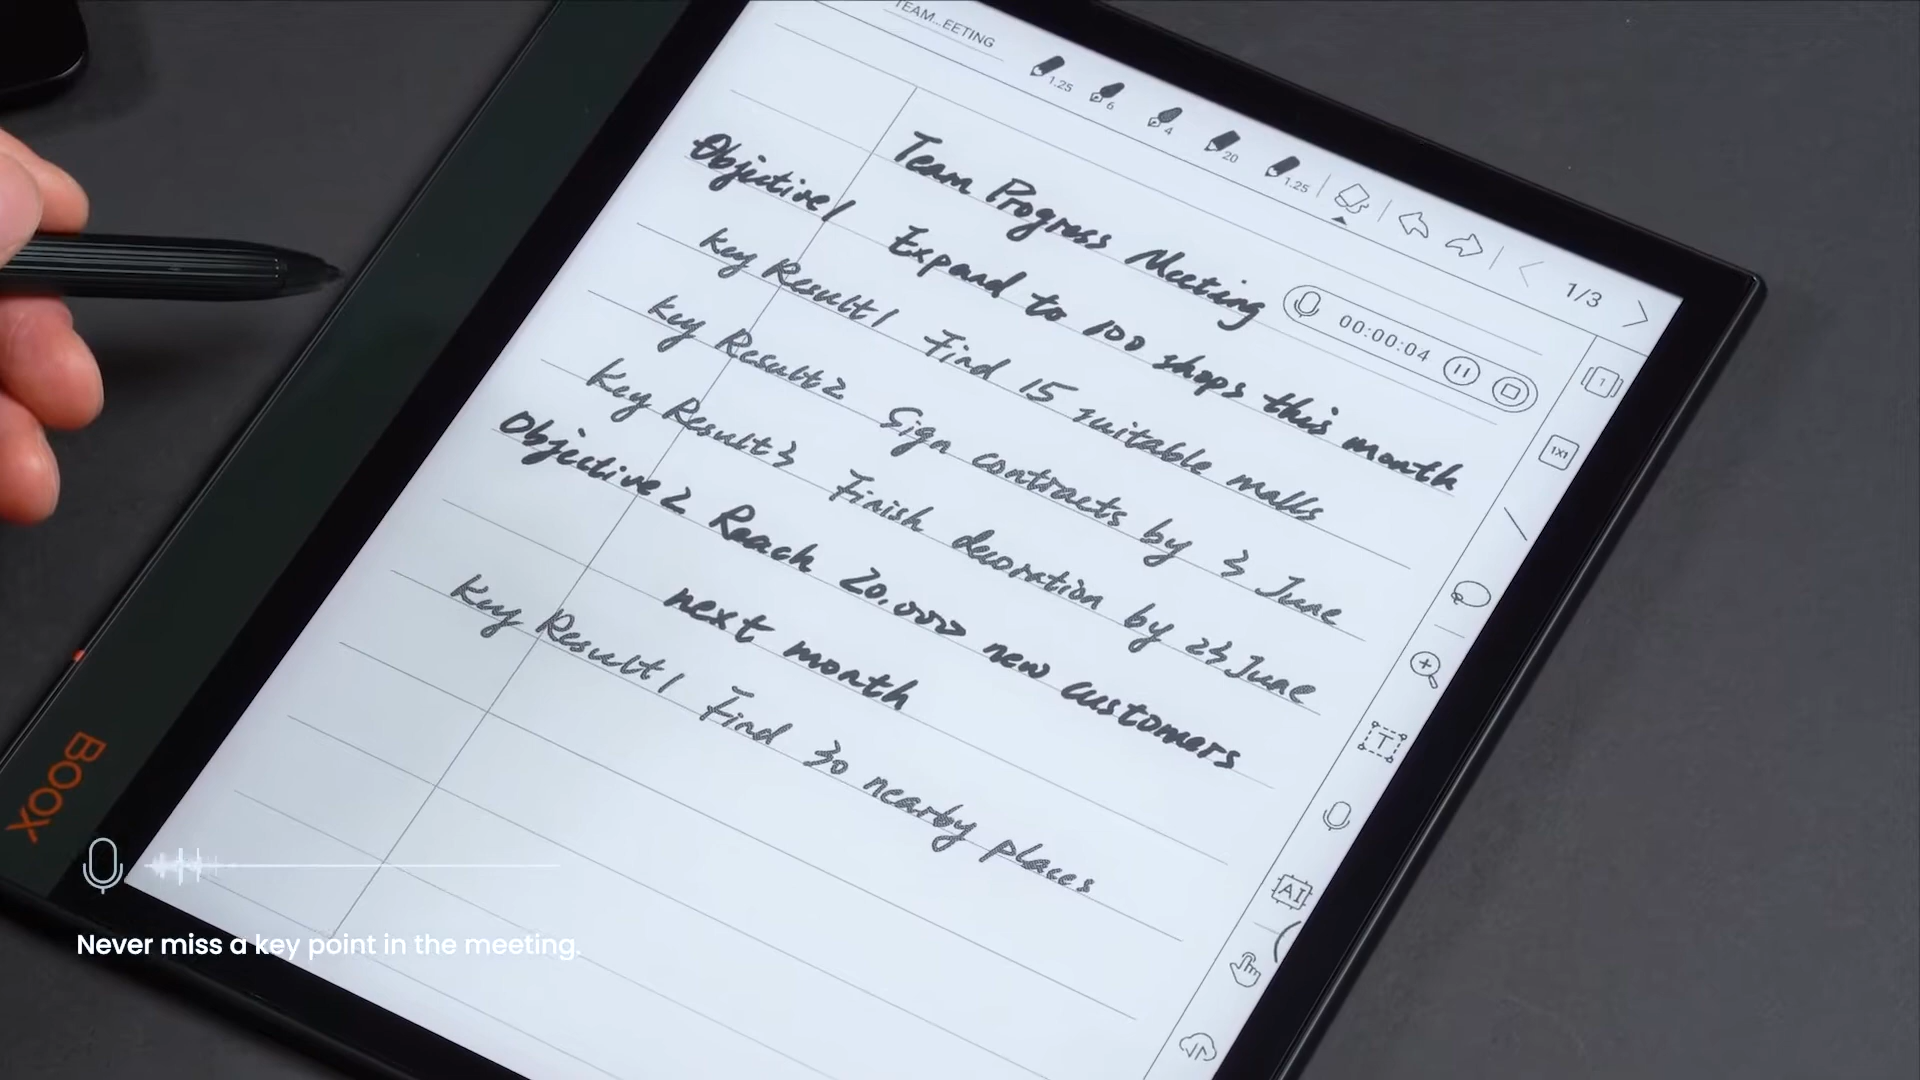 TEAM...EETING
1.25
6
4
20
1.25
1/3
Team Progress Meeting
00:00:04
Objective1 Expand to 100 shops this month
Key Result1 Find 15 suitable malls
Key Result2 Sign contracts by 3 June
Key Result3 Finish decoration by 23 June
Objective2 Reach 20.000 new customers
next month
Key Result1 Find 30 nearby places
1
1X1
T
AI
BOOX
Never miss a key point in the meeting.